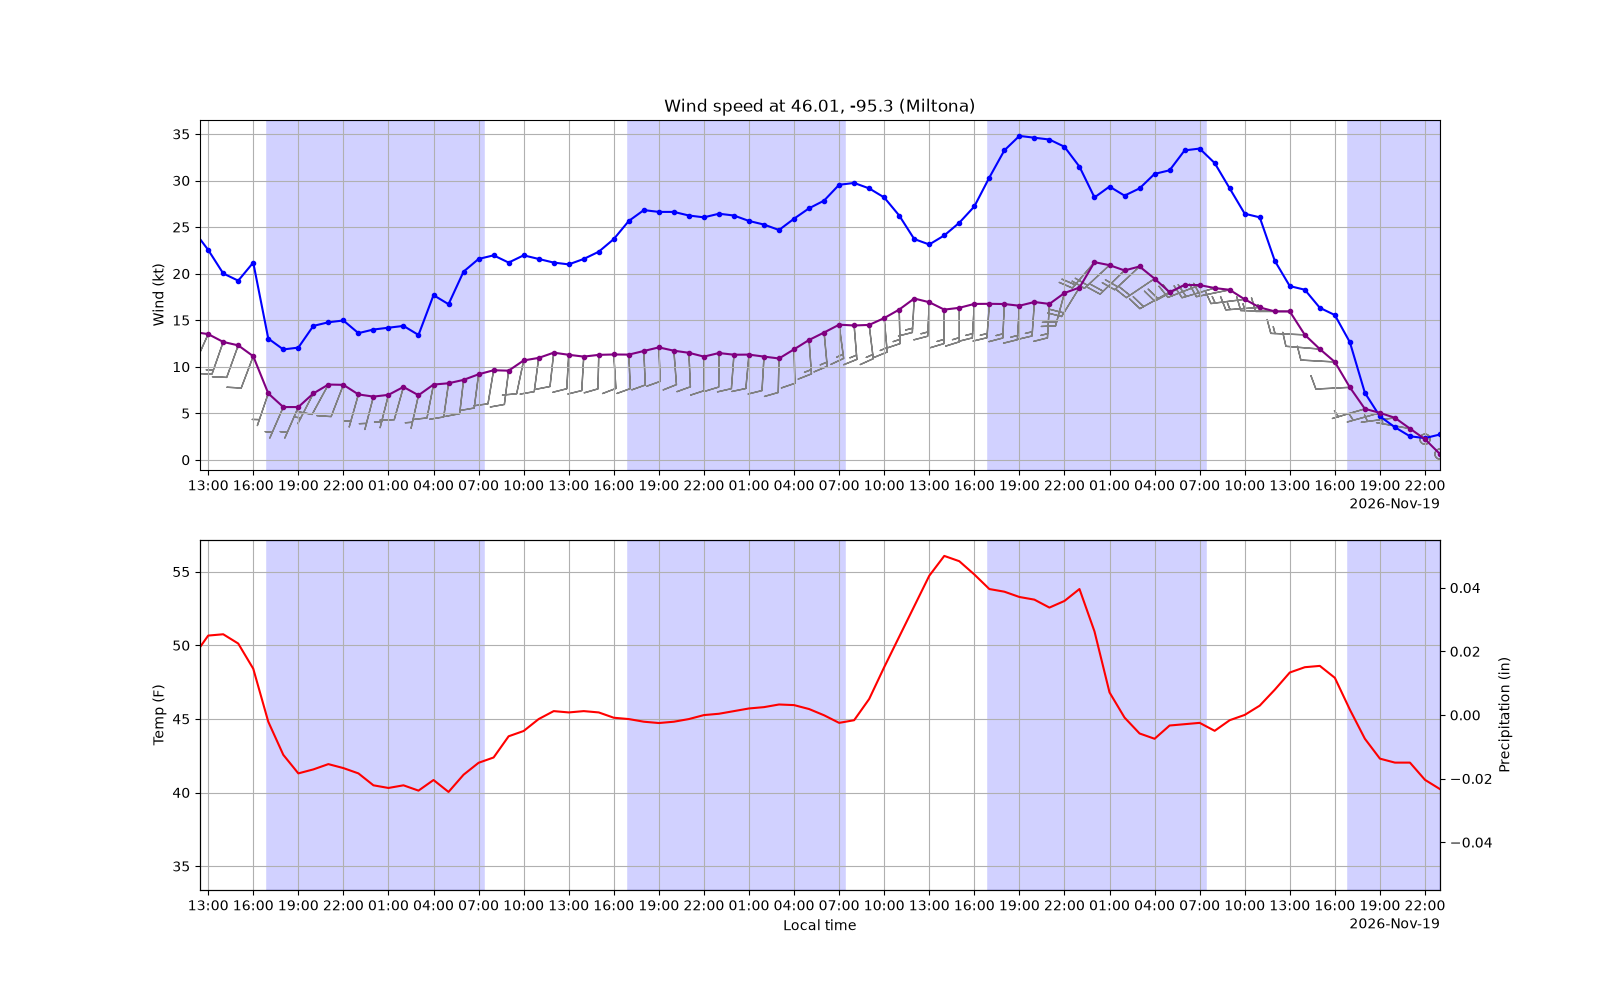 Wind speed at 46.01, -95.3 (Miltona)
Wind (kt)
35
30
25
20
15
10
5
0
13:00 16:00 19:00 22:00 01:00 04:00 07:00 10:00 13:00 16:00 19:00 22:00 01:00 04:00 07:00 10:00 13:00 16:00 19:00 22:00 01:00 04:00 07:00 10:00 13:00 16:00 19:00 22:00
2026-Nov-19
Temp (F)
55
50
45
40
35
0.04
0.02
0.00
−0.02
−0.04
Precipitation (in)
13:00 16:00 19:00 22:00 01:00 04:00 07:00 10:00 13:00 16:00 19:00 22:00 01:00 04:00 07:00 10:00 13:00 16:00 19:00 22:00 01:00 04:00 07:00 10:00 13:00 16:00 19:00 22:00
Local time
2026-Nov-19